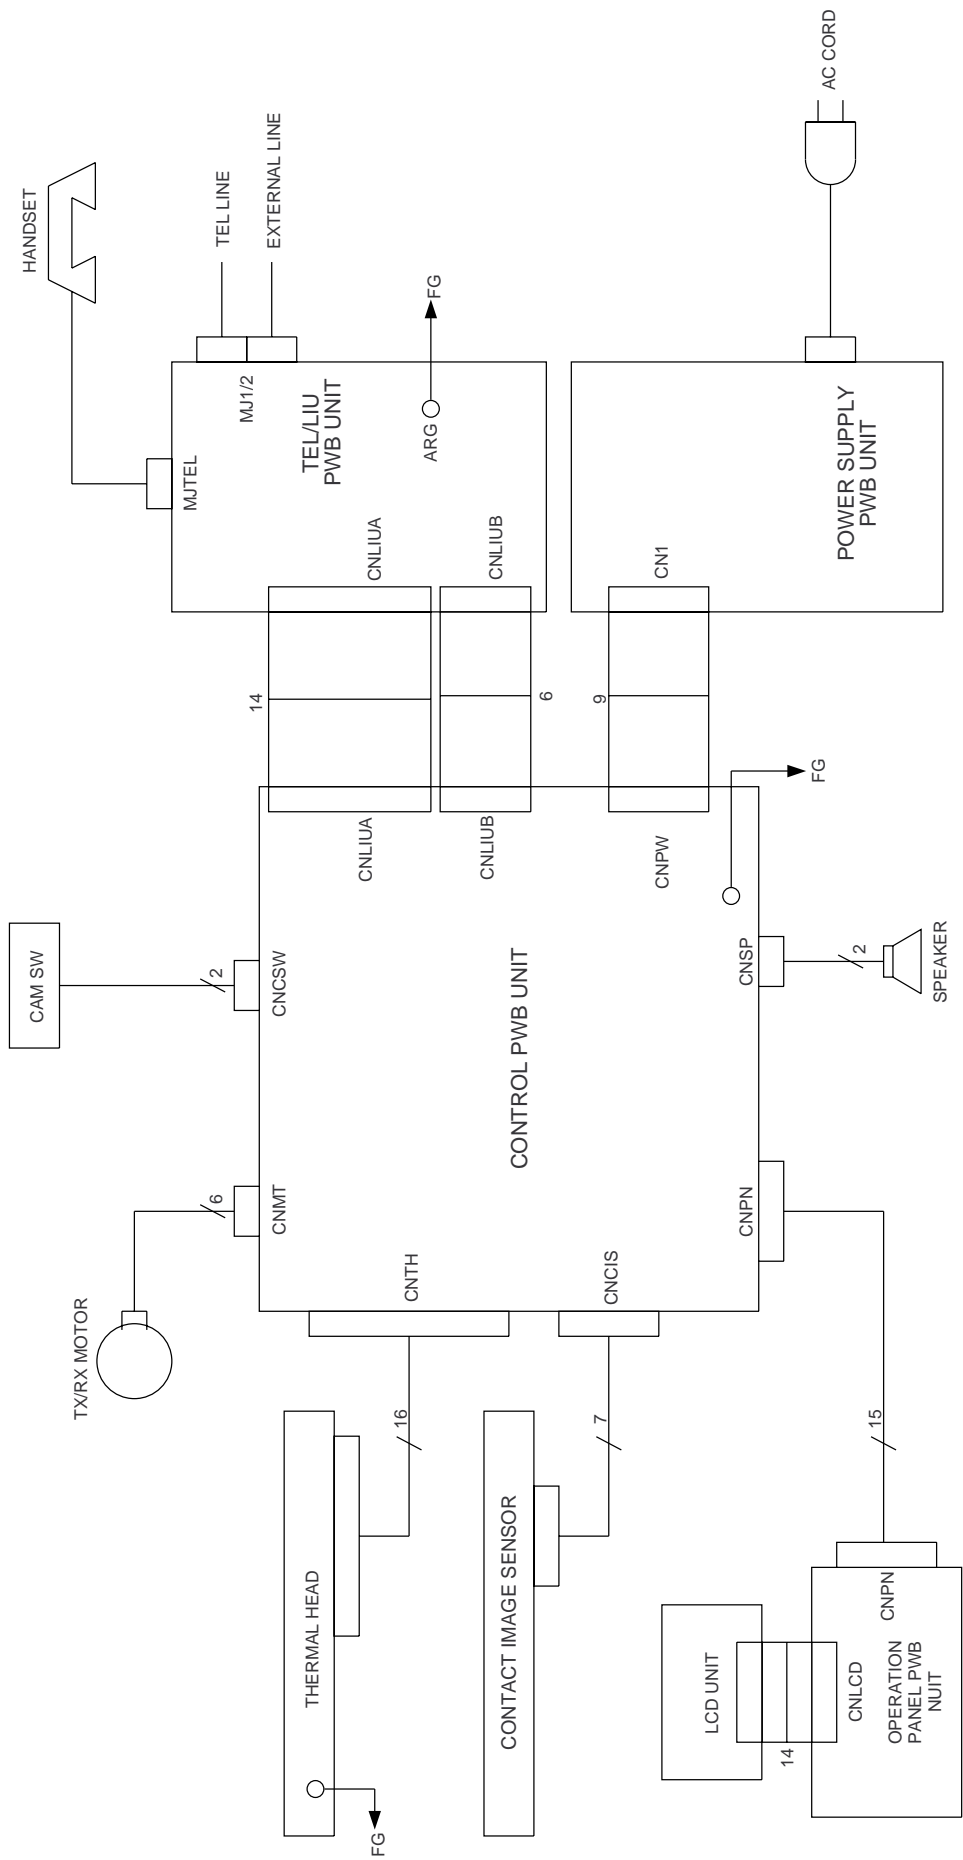 THERMAL HEAD
FG
TX/RX MOTOR
6
CNMT
CAM SW
2
CNCSW
HANDSET
MJTEL
TEL LINE
EXTERNAL LINE
MJ1/2
TEL/LIU
PWB UNIT
ARG
FG
CNLIUA
CNLIUB
14
6
CNLIUA
CNLIUB
CNTH
16
CONTACT IMAGE SENSOR
7
CNCIS
CONTROL PWB UNIT
CNPW
9
CN1
POWER SUPPLY
PWB UNIT
AC CORD
FG
CNSP
2
SPEAKER
CNPN
15
LCD UNIT
14
CNLCD
CNPN
OPERATION
PANEL PWB
NUIT